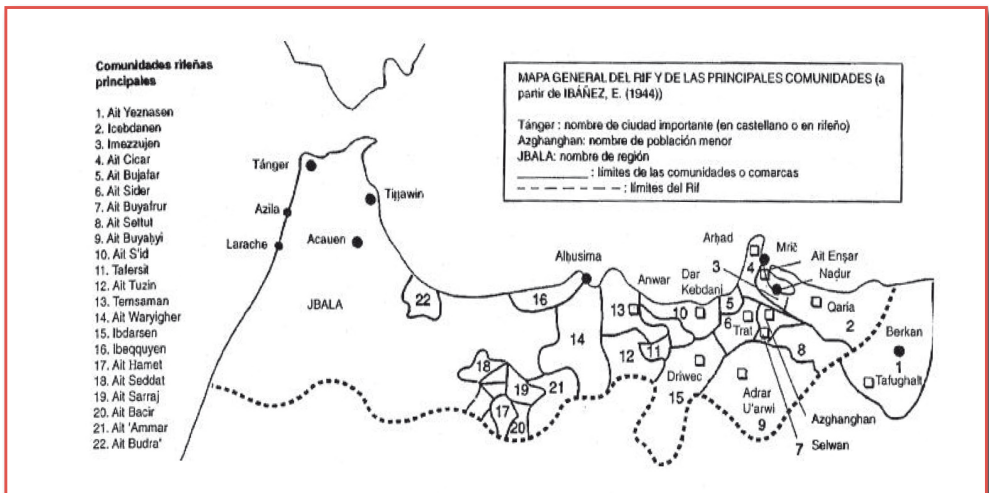 Comunidades rifeñas
principales
1. Ait Yeznasen
2. Icebdanen
3. Imezzujen
4. Ait Cicar
5. Ait Bujafar
6. Ait Sider
7. Ait Buyafrur
8. Ait Settut
9. Ait Buyaḥyi
10. Ait S'id
11. Tafersit
12. Ait Tuzin
13. Temsaman
14. Ait Waryigher
15. Ibdarsen
16. Ibeqquyen
17. Ait Hamet
18. Ait Seddat
19. Ait Sarraj
20. Ait Bacir
21. Ait 'Ammar
22. Ait Budra'
MAPA GENERAL DEL RIF Y DE LAS PRINCIPALES COMUNIDADES (a
partir de IBÁÑEZ, E. (1944))
Tánger : nombre de ciudad importante (en castellano o en rifeño)
Azghanghan: nombre de población menor
JBALA: nombre de región
: límites de las comunidades o comarcas
: límites del Rif
Tánger
Tiṭṭawin
Azila
Larache
Acauen
JBALA
22
16
Alḥusima
Anwar
Dar
Kebdani
Arḥad
Mrič
Ait Enṣar
Naḍur
3
4
5
13
10
6
Trat
Qaria
2
Berkan
1
Tafughalt
14
12
11
8
Driwec
15
Adrar
U'arwi
9
Azghanghan
7
Selwan
18
19
21
17
20